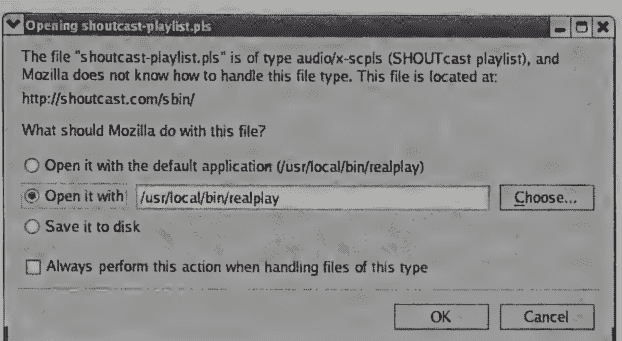 Opening shoutcast-playlist.pls
The file "shoutcast-playlist.pls" is of type audio/x-scpls (SHOUTcast playlist), and
Mozilla does not know how to handle this file type. This file is located at:
http://shoutcast.com/sbin/
What should Mozilla do with this file?
Open it with the default application (/usr/local/bin/realplay)
Open it with /usr/local/bin/realplay Choose...
Save it to disk
Always perform this action when handling files of this type
OK Cancel